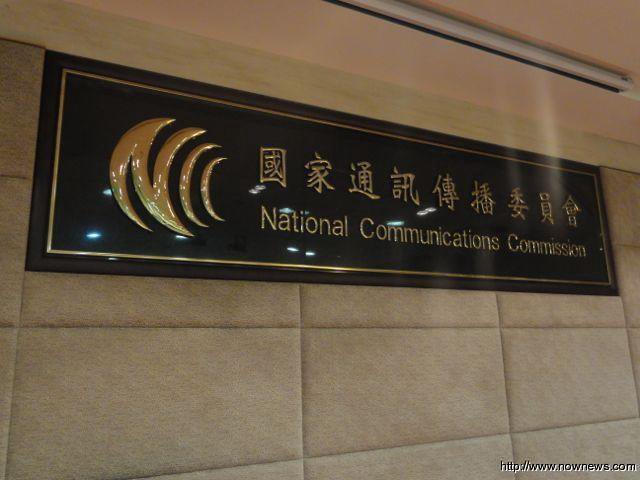 國家通訊傳播委員會
National Communications Commission
http://www.nownews.com